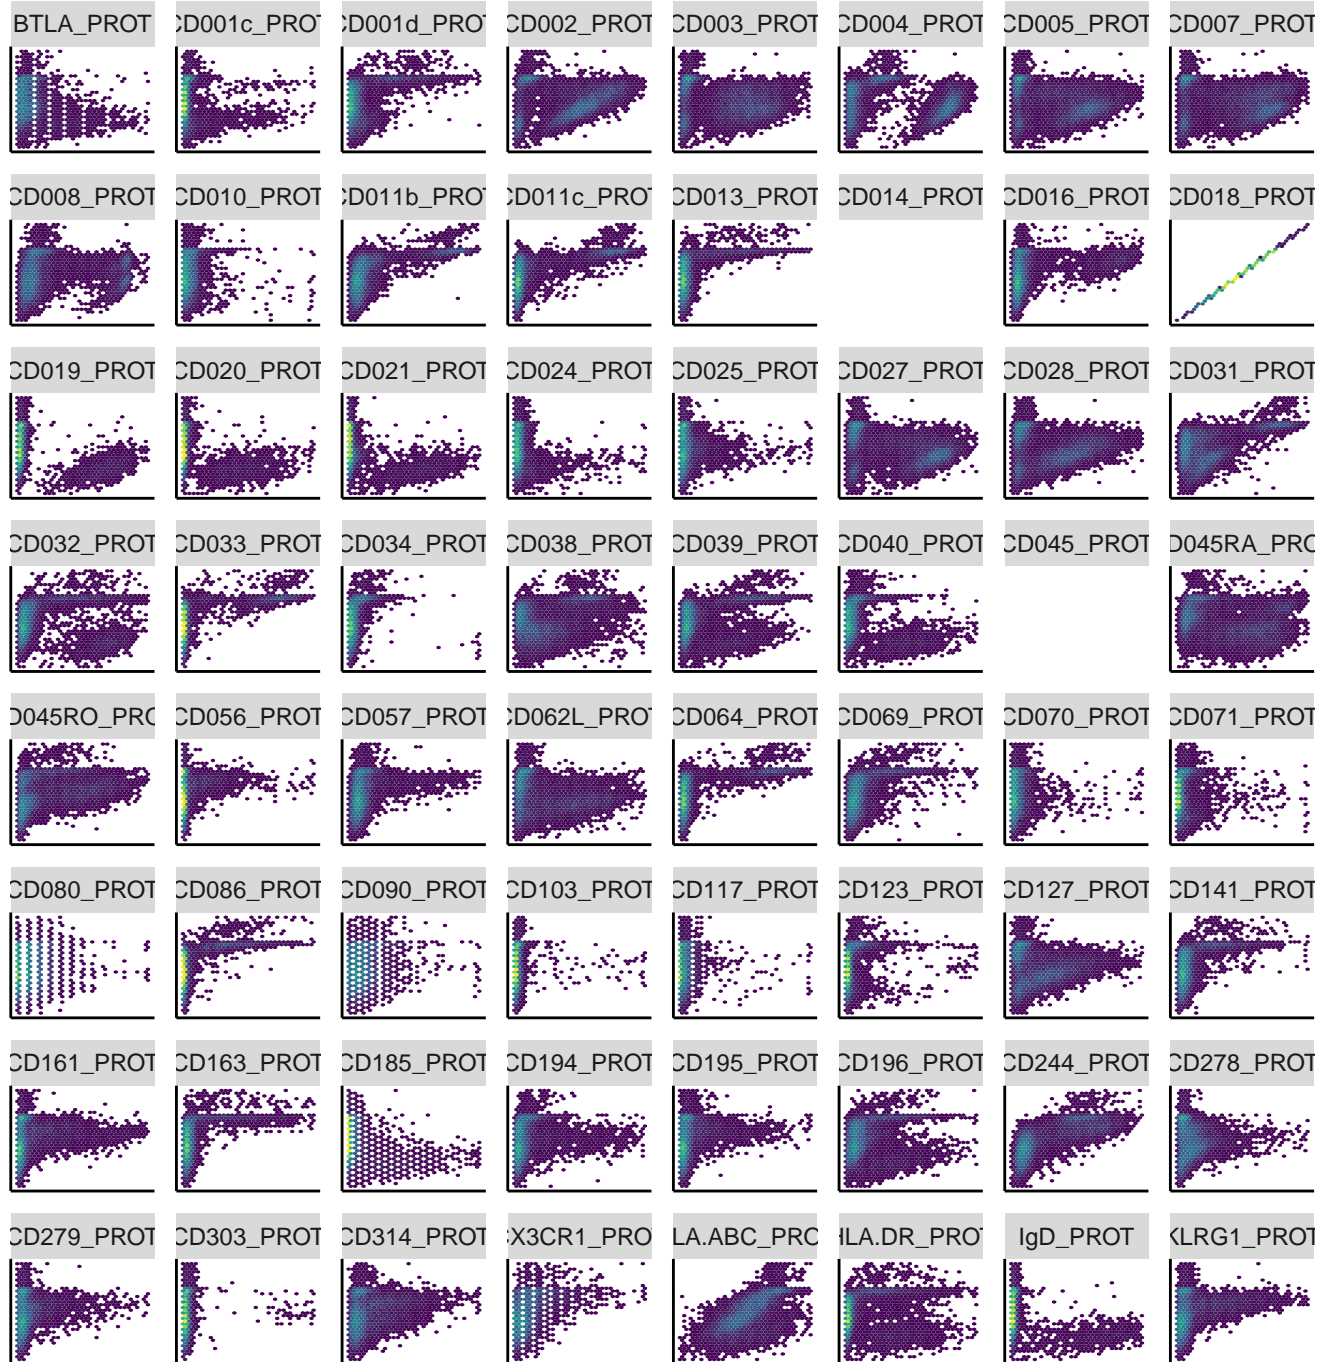 BTLA_PROT CD001c_PROT CD001d_PROT CD002_PROT CD003_PROT CD004_PROT CD005_PROT CD007_PROT
CD008_PROT CD010_PROT CD011b_PROT CD011c_PROT CD013_PROT CD014_PROT CD016_PROT CD018_PROT
CD019_PROT CD020_PROT CD021_PROT CD024_PROT CD025_PROT CD027_PROT CD028_PROT CD031_PROT
CD032_PROT CD033_PROT CD034_PROT CD038_PROT CD039_PROT CD040_PROT CD045_PROT D045RA_PRO
D045RO_PRO CD056_PROT CD057_PROT CD062L_PROT CD064_PROT CD069_PROT CD070_PROT CD071_PROT
CD080_PROT CD086_PROT CD090_PROT CD103_PROT CD117_PROT CD123_PROT CD127_PROT CD141_PROT
CD161_PROT CD163_PROT CD185_PROT CD194_PROT CD195_PROT CD196_PROT CD244_PROT CD278_PROT
CD279_PROT CD303_PROT CD314_PROT CX3CR1_PRO LA.ABC_PRO HLA.DR_PROT IgD_PROT KLRG1_PROT